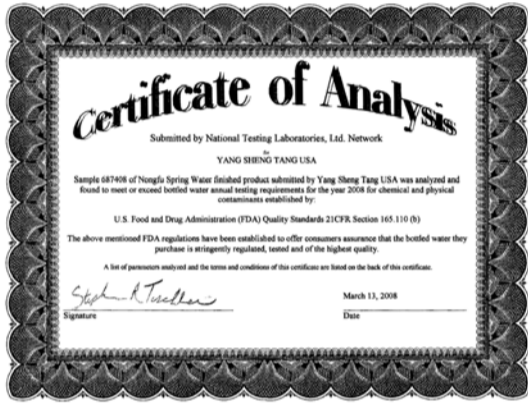 Certificate of Analysis
Submitted by National Testing Laboratories, Ltd. Network
for
YANG SHENG TANG USA
Sample 687408 of Nongfu Spring Water finished product submitted by Yang Sheng Tang USA was analyzed and
found to meet or exceed bottled water annual testing requirements for the year 2008 for chemical and physical
contaminants established by:
U.S. Food and Drug Administration (FDA) Quality Standards 21CFR Section 165.110 (b)
The above mentioned FDA regulations have been established to offer consumers assurance that the bottled water they
purchase is stringently regulated, tested and of the highest quality.
A list of parameters analyzed and the terms and conditions of this certificate are listed on the back of this certificate.
March 13, 2008
Signature Date